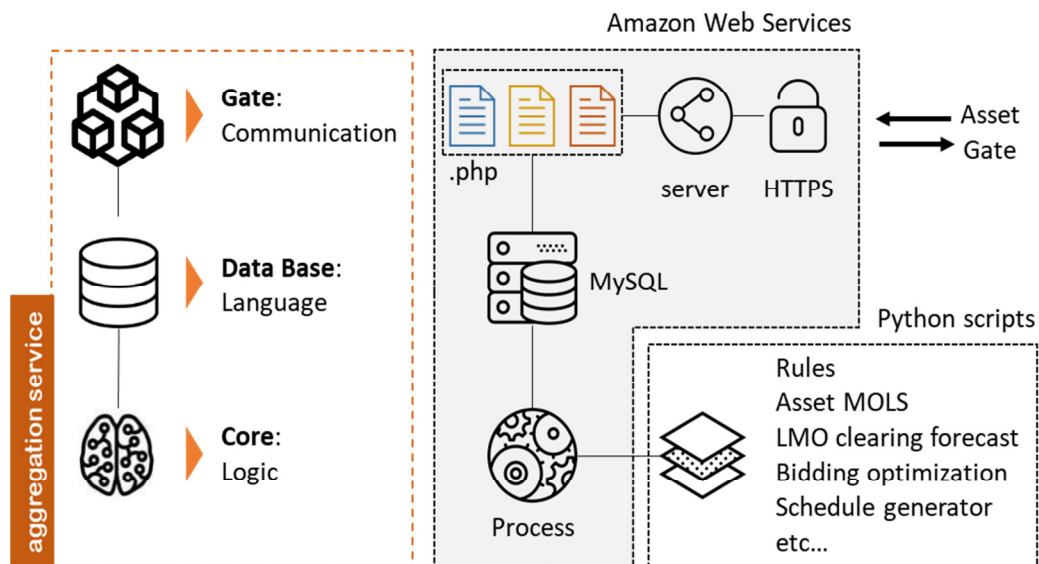 Amazon Web Services
Gate:
Communication
.php
server
HTTPS
Asset
Gate
Data Base:
Language
MySQL
aggregation service
Core:
Logic
Process
Python scripts
Rules
Asset MOLS
LMO clearing forecast
Bidding optimization
Schedule generator
etc...